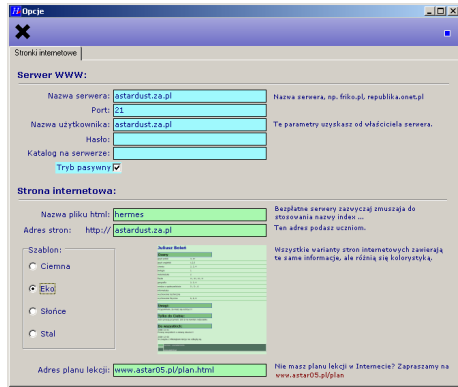 Opcje
Stronki internetowe
Serwer WWW:
Nazwa serwera: astardust.za.pl
Nazwa serwera, np. friko.pl, republika.onet.pl
Port: 21
Nazwa użytkownika: astardust.za.pl
Te parametry uzyskasz od właściciela serwera.
Hasło:
Katalog na serwerze:
Tryb pasywny
Strona internetowa:
Nazwa pliku html: hermes
Bezpłatne serwery zazwyczaj zmuszaja do
stosowania nazwy index ...
Adres stron: http:// astardust.za.pl
Ten adres podasz uczniom.
Szablon:
Ciemna
Eko
Słońce
Stal
Juliusz Boloń
Wszystkie warianty stron internetowych zawierają
te same informacje, ale różnią się kolorystyką.
Adres planu lekcji: www.astar05.pl/plan.html
Nie masz planu lekcji w Internecie? Zapraszamy na
www.astar05.pl/plan